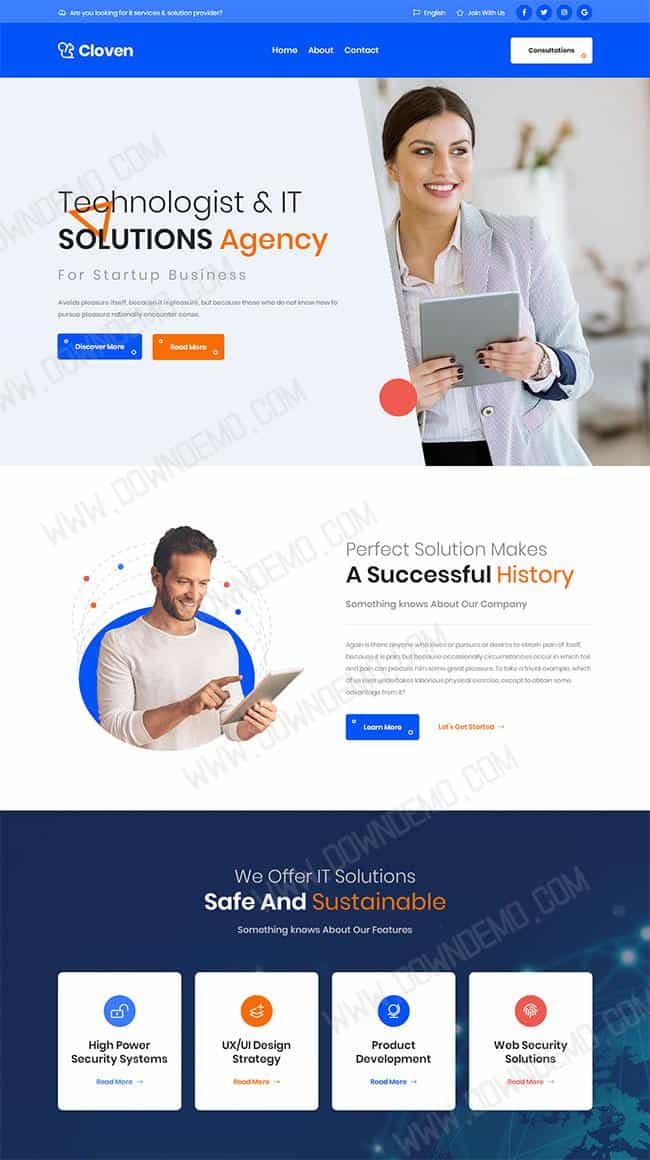 Are you looking for it services & solution provider?
English
Join With Us
Cloven
Home
About
Contact
Consultations
Technologist & IT
SOLUTIONS Agency
For Startup Business
Avoids pleasure itself, because it is pleasure, but because those who do not know how to
pursue pleasure rationally encounter conse.
Discover More
Read More
Perfect Solution Makes
A Successful History
Something knows About Our Company
Again is there anyone who loves or pursues or desires to obtain pain of itself,
because it is pain, but because occasionally circumstances occur in which toil
and pain can procure him some great pleasure. To take a trivial example, which
of us ever undertakes laborious physical exercise, except to obtain some
advantage from it?
Learn More
Let's Get Started
We Offer IT Solutions
Safe And Sustainable
Something knows About Our Features
High Power
Security Systems
Read More
UX/UI Design
Strategy
Read More
Product
Development
Read More
Web Security
Solutions
Read More
WWW.DOWNDEMO.COM